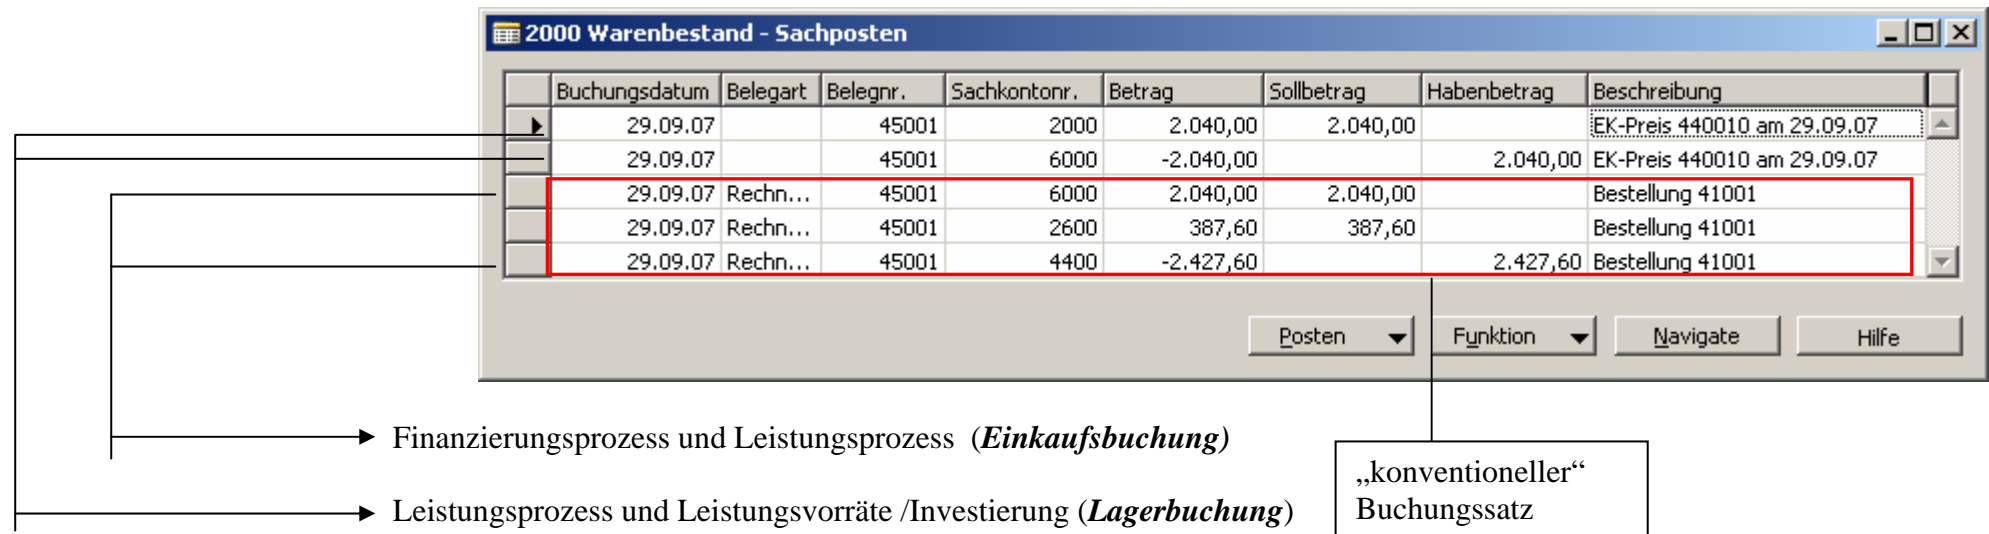 2000 Warenbestand - Sachposten
Buchungsdatum Belegart Belegnr. Sachkontonr. Betrag Sollbetrag Habenbetrag Beschreibung
29.09.07 45001 2000 2.040,00 2.040,00 EK-Preis 440010 am 29.09.07
29.09.07 45001 6000 -2.040,00 2.040,00 EK-Preis 440010 am 29.09.07
29.09.07 Rechn... 45001 6000 2.040,00 2.040,00 Bestellung 41001
29.09.07 Rechn... 45001 2600 387,60 387,60 Bestellung 41001
29.09.07 Rechn... 45001 4400 -2.427,60 2.427,60 Bestellung 41001
Posten Funktion Navigate Hilfe
Finanzierungsprozess und Leistungsprozess (Einkaufsbuchung)
Leistungsprozess und Leistungsvorräte /Investierung (Lagerbuchung)
„konventioneller“
Buchungssatz